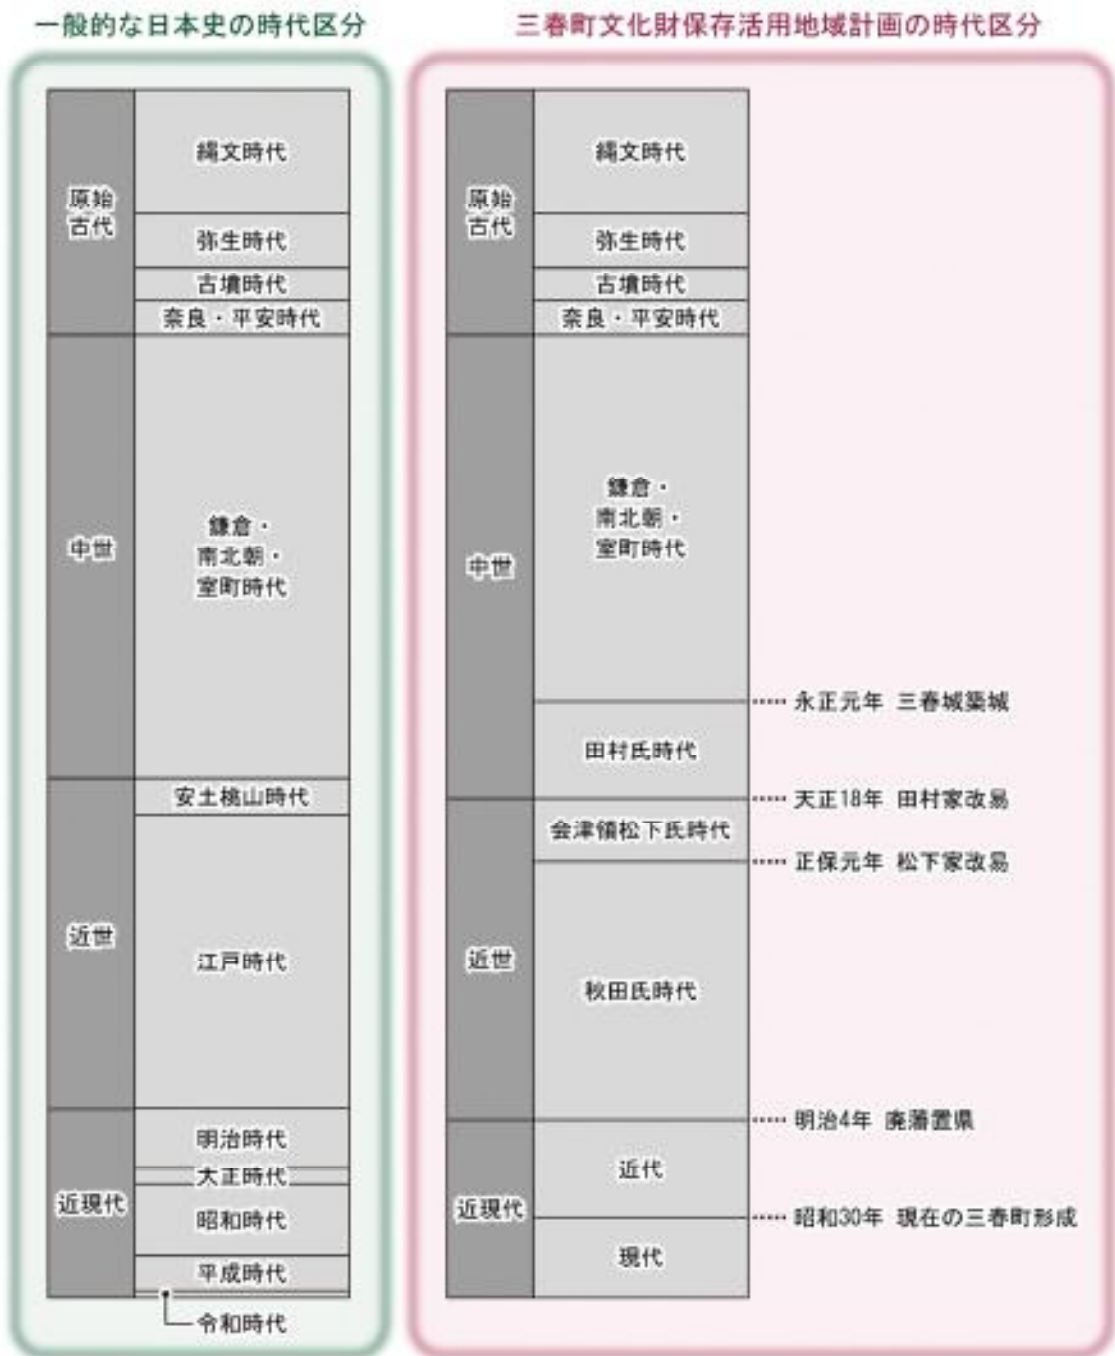 一般的な日本史の時代区分
原始
古代
縄文時代
弥生時代
古墳時代
奈良・平安時代
中世
鎌倉・
南北朝・
室町時代
近世
安土桃山時代
江戸時代
近現代
明治時代
大正時代
昭和時代
平成時代
令和時代
三春町文化財保存活用地域計画の時代区分
原始
古代
縄文時代
弥生時代
古墳時代
奈良・平安時代
中世
鎌倉・
南北朝・
室町時代
永正元年 三春城築城
田村氏時代
天正18年 田村家改易
近世
会津領松下氏時代
正保元年 松下家改易
秋田氏時代
明治4年 廃藩置県
近現代
近代
昭和30年 現在の三春町形成
現代